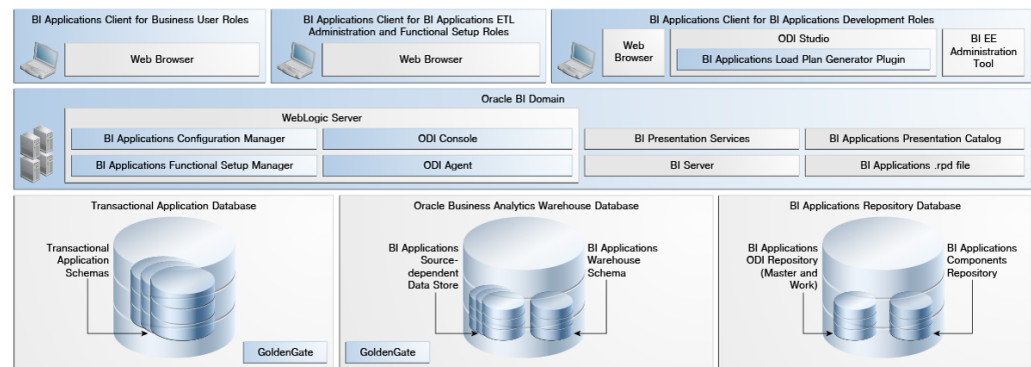 BI Applications Client for Business User Roles
Web Browser
BI Applications Client for BI Applications ETL
Administration and Functional Setup Roles
Web Browser
BI Applications Client for BI Applications Development Roles
Web
Browser
ODI Studio
BI Applications Load Plan Generator Plugin
BI EE
Administration
Tool
Oracle BI Domain
WebLogic Server
BI Applications Configuration Manager
ODI Console
BI Applications Functional Setup Manager
ODI Agent
BI Presentation Services
BI Applications Presentation Catalog
BI Server
BI Applications .rpd file
Transactional Application Database
Transactional
Application
Schemas
GoldenGate
Oracle Business Analytics Warehouse Database
BI Applications
Source-
dependent
Data Store
BI Applications
Warehouse
Schema
GoldenGate
BI Applications Repository Database
BI Applications
ODI Repository
(Master and
Work)
BI Applications
Components
Repository